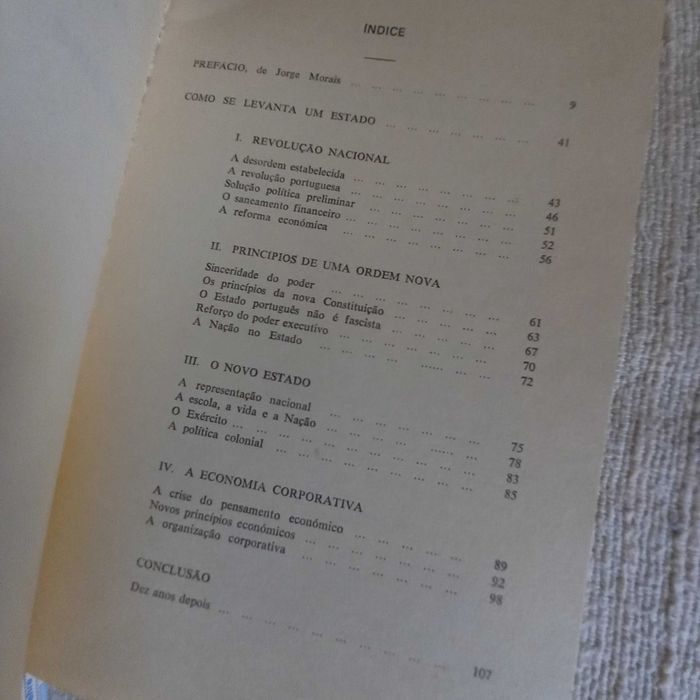 ÍNDICE
PREFÁCIO, de Jorge Morais ... ... ... ... ... ... ... ... 9
COMO SE LEVANTA UM ESTADO ... ... ... ... ... ... ... 41
I. REVOLUÇÃO NACIONAL
A desordem estabelecida ... ... ... ... ... ... ... ... 43
A revolução portuguesa ... ... ... ... ... ... ... ... 46
Solução política preliminar ... ... ... ... ... ... ... 51
O saneamento financeiro ... ... ... ... ... ... ... ... 52
A reforma económica ... ... ... ... ... ... ... ... 56
II. PRINCIPIOS DE UMA ORDEM NOVA
Sinceridade do poder ... ... ... ... ... ... ... ... 61
Os princípios da nova Constituição ... ... ... ... ... 63
O Estado português não é fascista ... ... ... ... ... 67
Reforço do poder executivo ... ... ... ... ... ... ... 70
A Nação no Estado ... ... ... ...... ... ... 72
III. O NOVO ESTADO
A representação nacional ... ... ... ... ... ... ... 75
A escola, a vida e a Nação ... ... ... ...... ... ... 78
O Exército ... ... ... ... ... ... ... ... ... ... 83
A política colonial ... ... ... ... ... ... ...... ... ... 85
IV. A ECONOMIA CORPORATIVA
A crise do pensamento económico ... ... ... ... ... 89
Novos princípios económicos ... ... ... ... ... ... ... 92
A organização corporativa ... ... ... ... ... ... ... 98
CONCLUSÃO
Dez anos depois ... ... ... ... ... ... ... ... ... 107